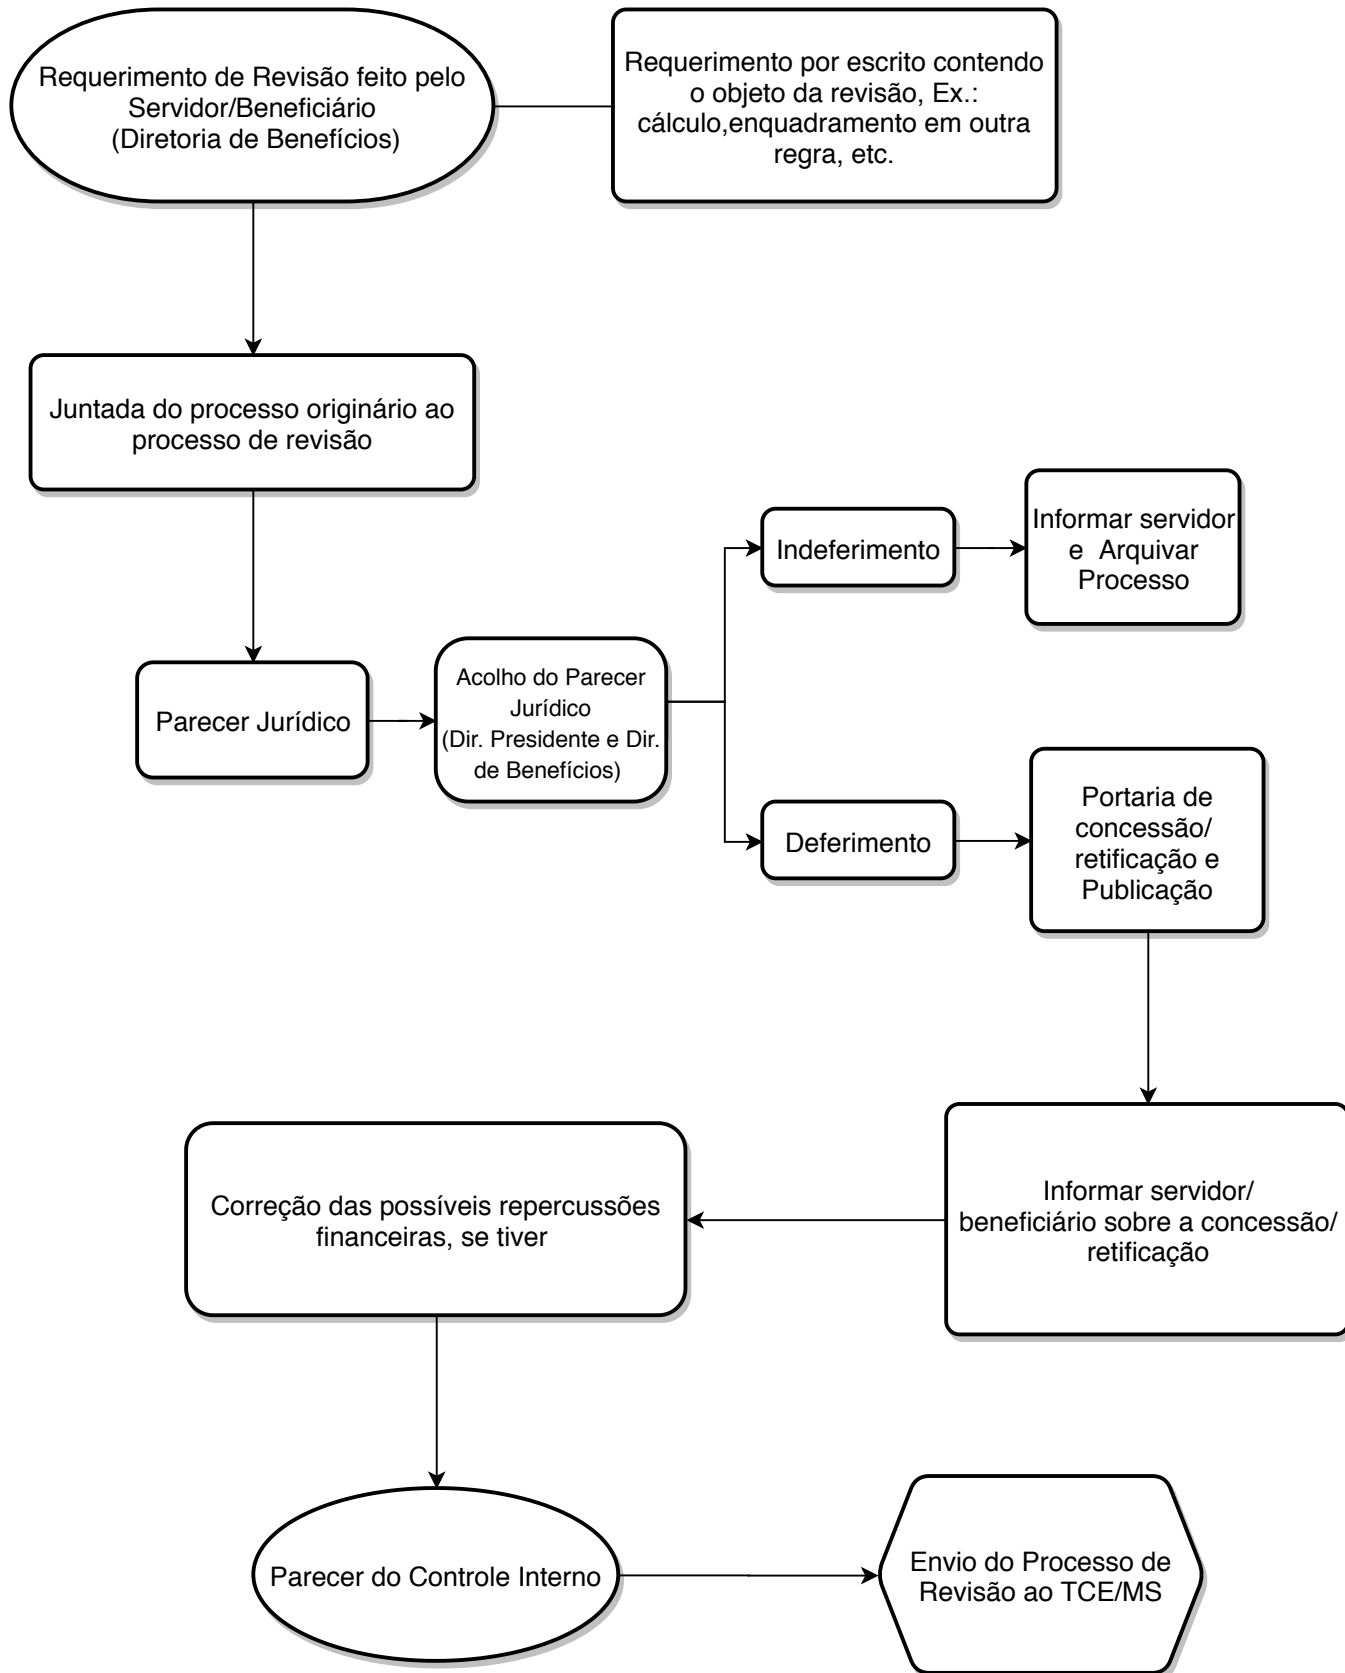 Requerimento de Revisão feito pelo
Servidor/Beneficiário
(Diretoria de Benefícios)
Requerimento por escrito contendo
o objeto da revisão, Ex.:
cálculo,enquadramento em outra
regra, etc.
Juntada do processo originário ao
processo de revisão
Parecer Jurídico
Acolho do Parecer
Jurídico
(Dir. Presidente e Dir.
de Benefícios)
Indeferimento
Informar servidor
e Arquivar
Processo
Deferimento
Portaria de
concessão/
retificação e
Publicação
Informar servidor/
beneficiário sobre a concessão/
retificação
Correção das possíveis repercussões
financeiras, se tiver
Parecer do Controle Interno
Envio do Processo de
Revisão ao TCE/MS